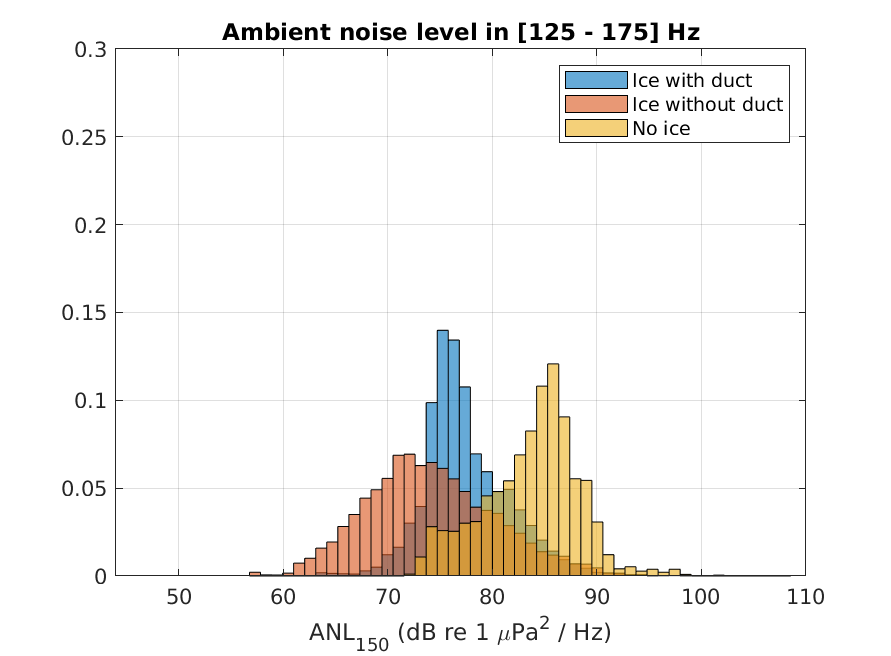 Ambient noise level in [125 - 175] Hz
0.3
0.25
0.2
0.15
0.1
0.05
0
Ice with duct
Ice without duct
No ice
50 60 70 80 90 100 110
ANL150 (dB re 1 μPa2 / Hz)